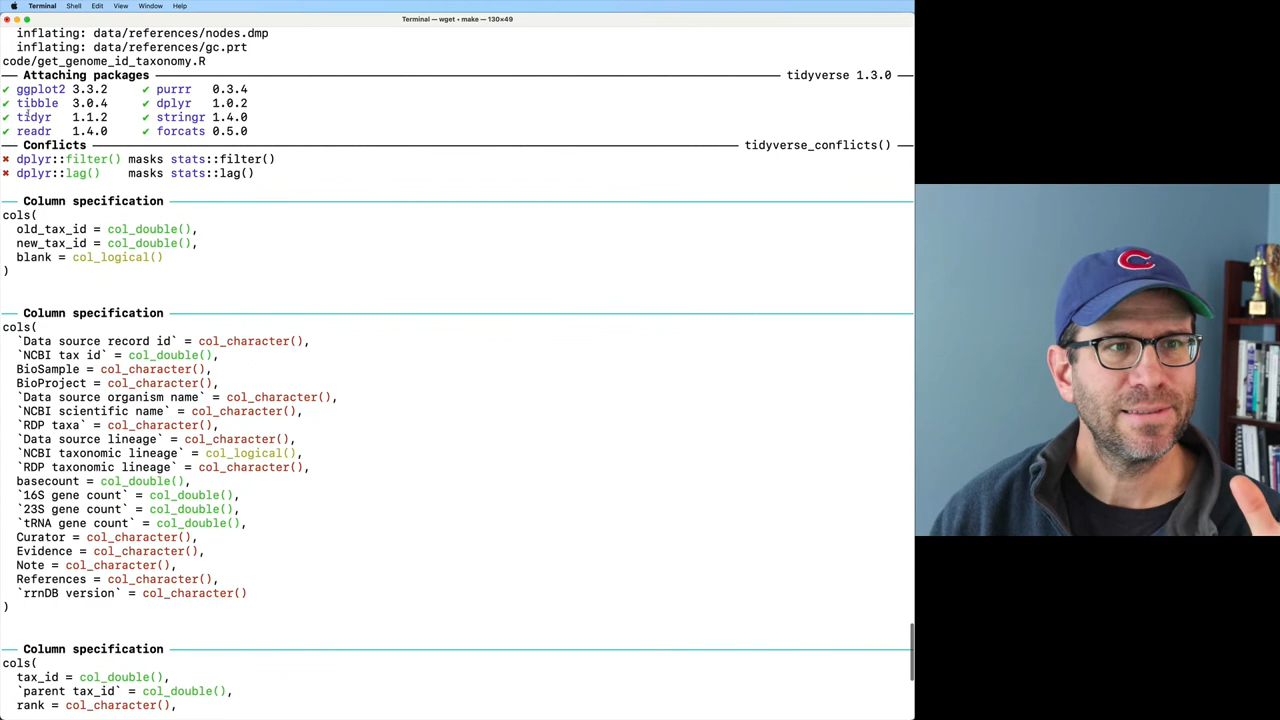 Terminal Shell Edit View Window Help
Terminal — wget • make — 130×49
inflating: data/references/nodes.dmp
inflating: data/references/gc.prt
code/get_genome_id_taxonomy.R
── Attaching packages ── tidyverse 1.3.0 ──
✔ ggplot2 3.3.2 ✔ purrr 0.3.4
✔ tibble 3.0.4 ✔ dplyr 1.0.2
✔ tidyr 1.1.2 ✔ stringr 1.4.0
✔ readr 1.4.0 ✔ forcats 0.5.0
── Conflicts ── tidyverse_conflicts() ──
✖ dplyr::filter() masks stats::filter()
✖ dplyr::lag() masks stats::lag()
── Column specification ──
cols(
old_tax_id = col_double(),
new_tax_id = col_double(),
blank = col_logical()
)
── Column specification ──
cols(
`Data source record id` = col_character(),
`NCBI tax id` = col_double(),
BioSample = col_character(),
BioProject = col_character(),
`Data source organism name` = col_character(),
`NCBI scientific name` = col_character(),
`RDP taxa` = col_character(),
`Data source lineage` = col_character(),
`NCBI taxonomic lineage` = col_logical(),
`RDP taxonomic lineage` = col_character(),
basecount = col_double(),
`16S gene count` = col_double(),
`23S gene count` = col_double(),
`tRNA gene count` = col_double(),
Curator = col_character(),
Evidence = col_character(),
Note = col_character(),
References = col_character(),
`rrnDB version` = col_character()
)
── Column specification ──
cols(
tax_id = col_double(),
`parent tax_id` = col_double(),
rank = col_character(),
C